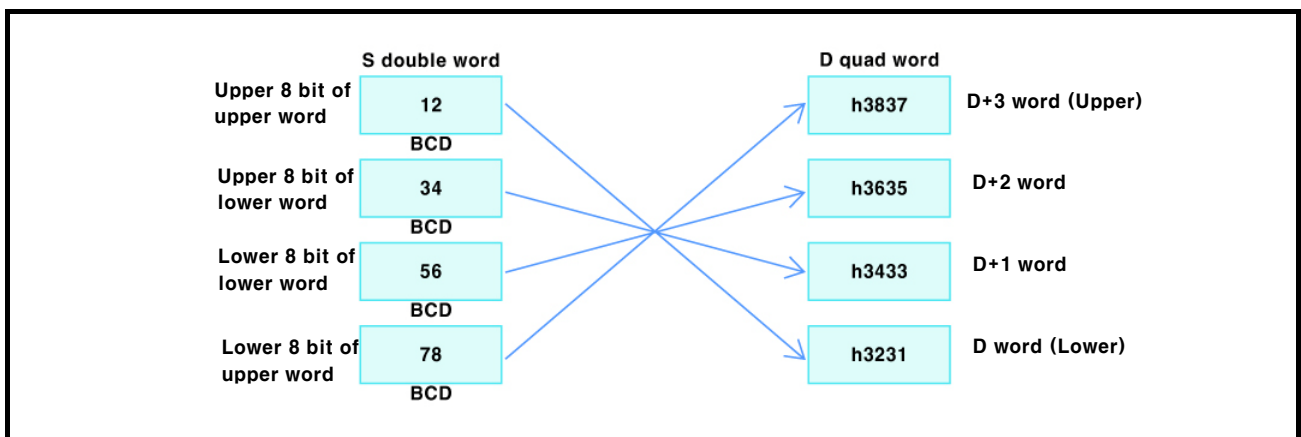 S double word
D quad word
Upper 8 bit of
upper word
12
BCD
h3837
D+3 word (Upper)
Upper 8 bit of
lower word
34
BCD
h3635
D+2 word
Lower 8 bit of
lower word
56
BCD
h3433
D+1 word
Lower 8 bit of
upper word
78
BCD
h3231
D word (Lower)